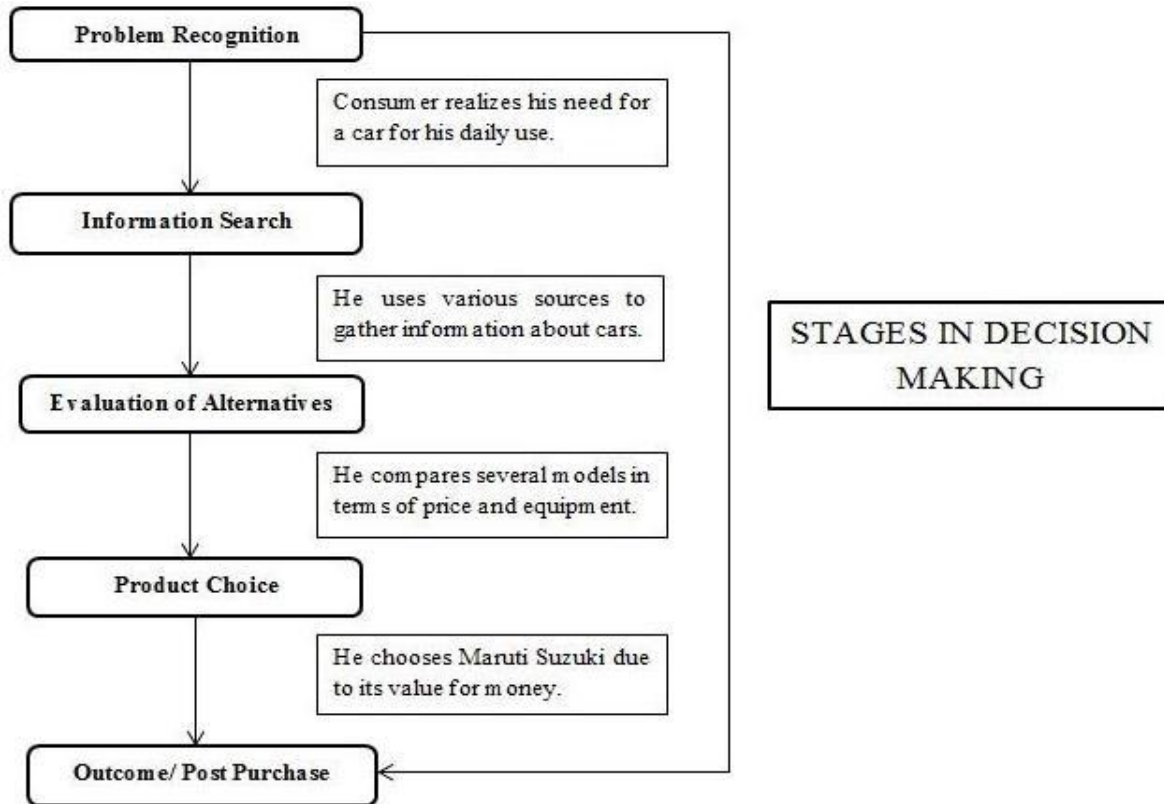 Problem Recognition
Consumer realizes his need for
a car for his daily use.
Information Search
He uses various sources to
gather information about cars.
STAGES IN DECISION
MAKING
Evaluation of Alternatives
He compares several models in
terms of price and equipment.
Product Choice
He chooses Maruti Suzuki due
to its value for money.
Outcome/ Post Purchase